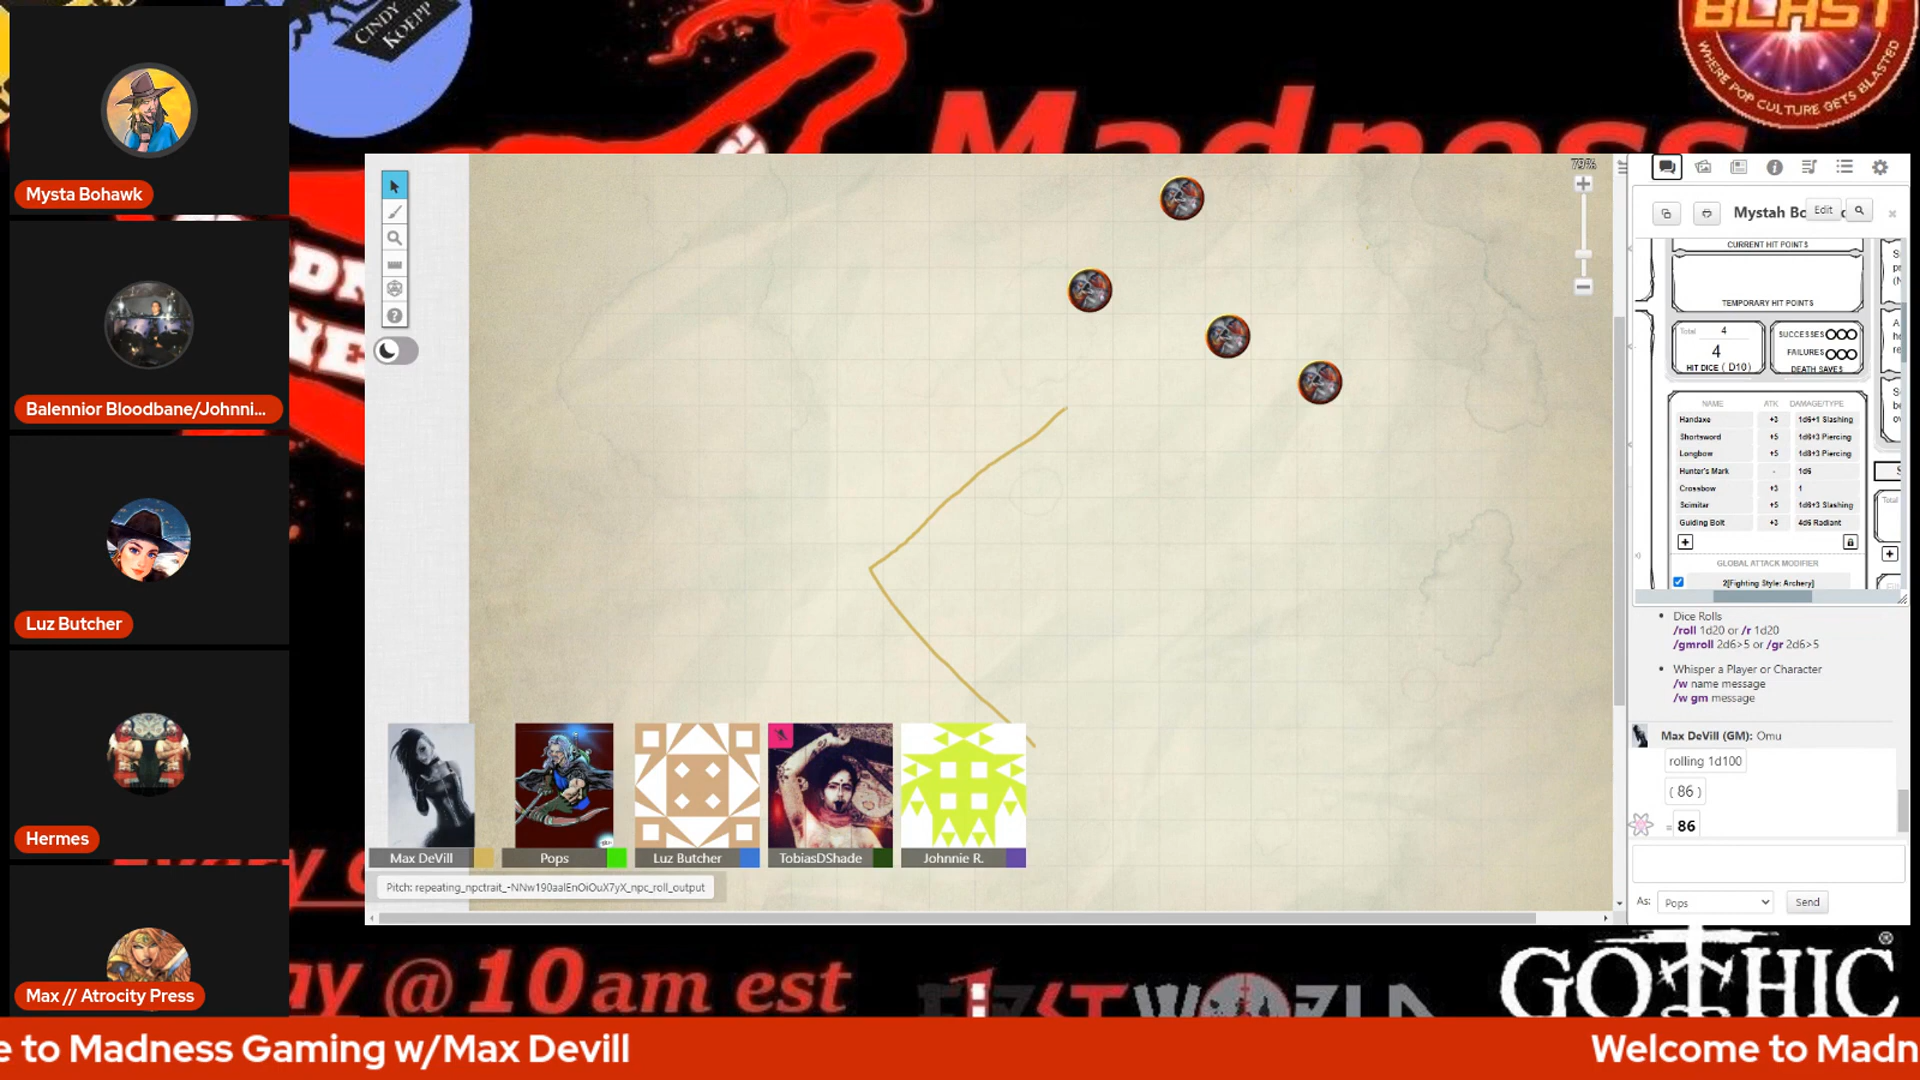 CINDY
KOEPP
BLAST
WHERE POP CULTURE GETS BLASTED
Madness
Mysta Bohawk
Balennior Bloodbane/Johnni...
Luz Butcher
Hermes
Max // Atrocity Press
79%
Mystah Bo
Edit
CURRENT HIT POINTS
TEMPORARY HIT POINTS
Total 4
4
HIT DICE ( D10)
SUCCESSES
FAILURES
DEATH SAVES
NAME ATK DAMAGE/TYPE
Handaxe +3 1d6+1 Slashing
Shortsword +5 1d6+3 Piercing
Longbow +5 1d8+3 Piercing
Hunter's Mark - 1d6
Crossbow +3 1
Scimitar +5 1d6+3 Slashing
Guiding Bolt +3 4d6 Radiant
GLOBAL ATTACK MODIFIER
2[Fighting Style: Archery]
Total
Dice Rolls
/roll 1d20 or /r 1d20
/gmroll 2d6>5 or /gr 2d6>5
Whisper a Player or Character
/w name message
/w gm message
Max DeVill (GM): Omu
rolling 1d100
( 86 )
= 86
As: Pops Send
Max DeVill
Pops
Luz Butcher
TobiasDShade
Johnnie R.
Pitch: repeating_npctrait_-NNw190aalEnOiOuX7yX_npc_roll_output
ay @ 10am est
GOTHIC
e to Madness Gaming w/Max Devill
Welcome to Madn